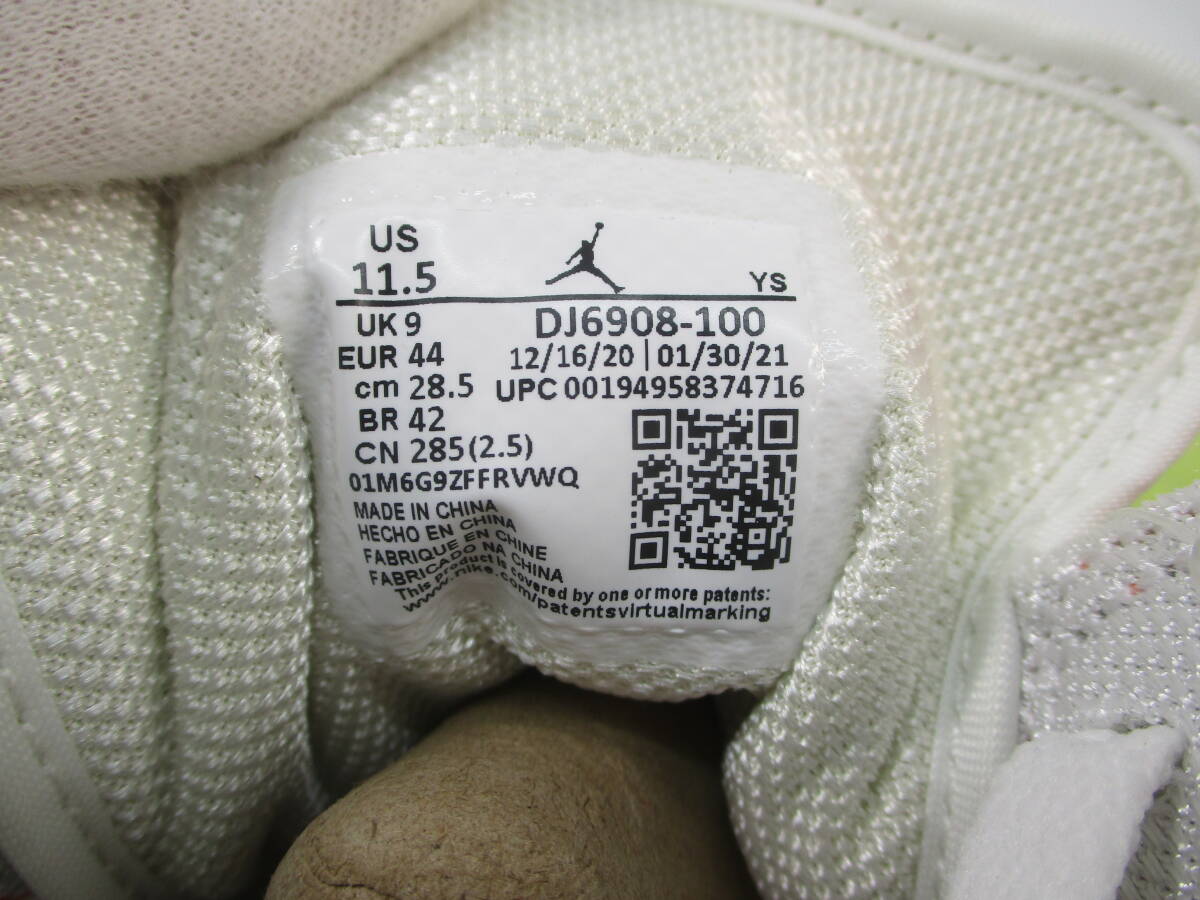 US
11.5
YS
UK 9
DJ6908-100
EUR 44
12/16/20 | 01/30/21
cm 28.5
UPC 00194958374716
BR 42
CN 285(2.5)
01M6G9ZFFRVWQ
MADE IN CHINA
HECHO EN CHINA
FABRIQUE EN CHINE
FABRICADO NA CHINA
This product is covered by one or more patents:
www.nike.com/patentsvirtualmarking